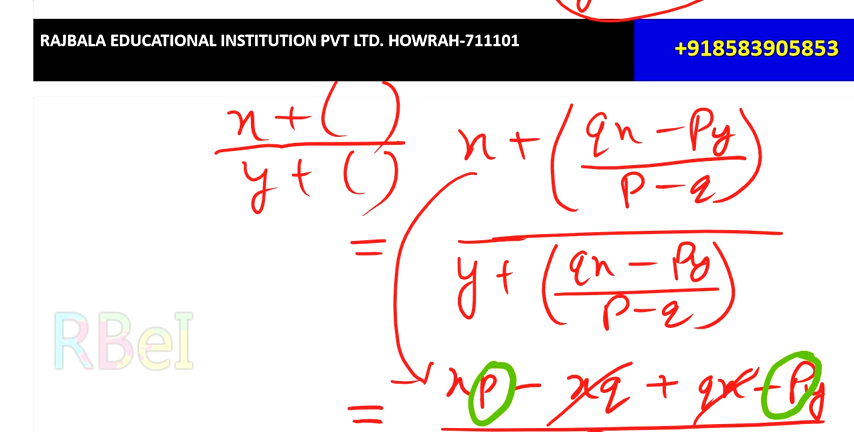 RAJBALA EDUCATIONAL INSTITUTION PVT LTD. HOWRAH-711101
+918583905853
x + ( )
y + ( )
= x + (qx - Py / P - q)
y + (qx - Py / P - q)
RBeI
= xp - xq + qx - Py